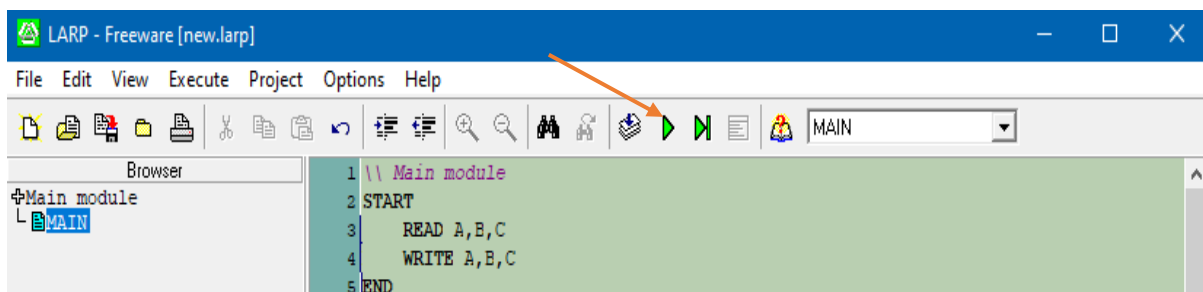 LARP - Freeware [new.larp]
File Edit View Execute Project Options Help
MAIN
Browser
Main module
MAIN
1 \\ Main module
2 START
3 READ A,B,C
4 WRITE A,B,C
5 END